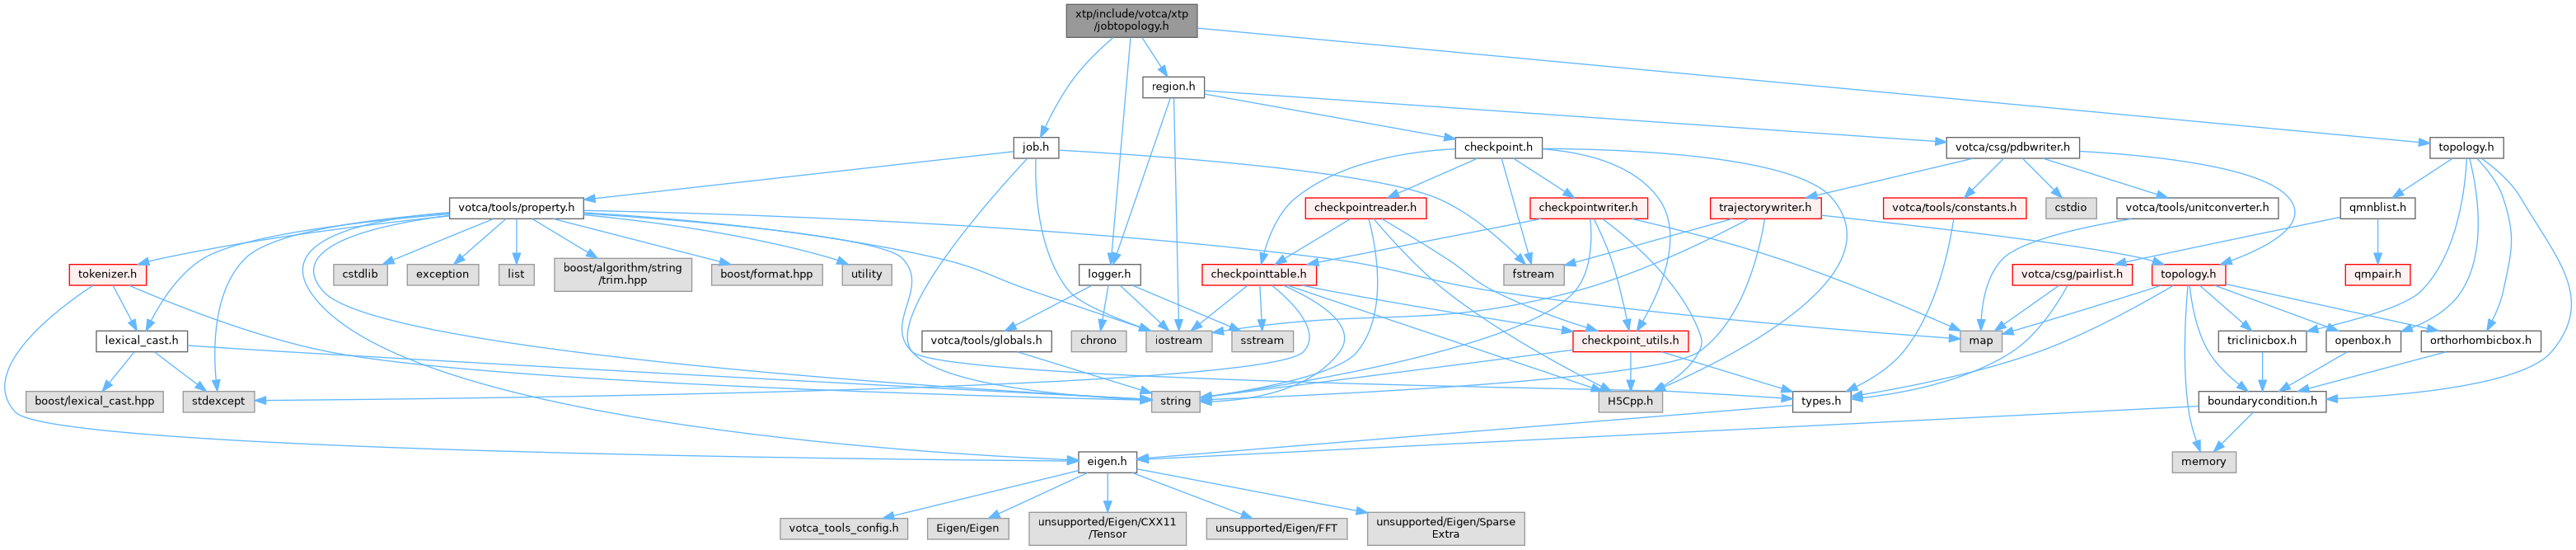 xtp/include/votca/xtp
/jobtopology.h
region.h
job.h
checkpoint.h
votca/csg/pdbwriter.h
topology.h
votca/tools/property.h
checkpointreader.h
checkpointwriter.h
trajectorywriter.h
votca/tools/constants.h
cstdio
votca/tools/unitconverter.h
qmnblist.h
tokenizer.h
cstdlib
exception
list
boost/algorithm/string
/trim.hpp
boost/format.hpp
utility
logger.h
checkpointtable.h
fstream
votca/csg/pairlist.h
topology.h
qmpair.h
lexical_cast.h
votca/tools/globals.h
chrono
iostream
sstream
checkpoint_utils.h
map
triclinicbox.h
openbox.h
orthorhombicbox.h
boost/lexical_cast.hpp
stdexcept
string
H5Cpp.h
types.h
boundarycondition.h
eigen.h
memory
votca_tools_config.h
Eigen/Eigen
unsupported/Eigen/CXX11
/Tensor
unsupported/Eigen/FFT
unsupported/Eigen/Sparse
Extra